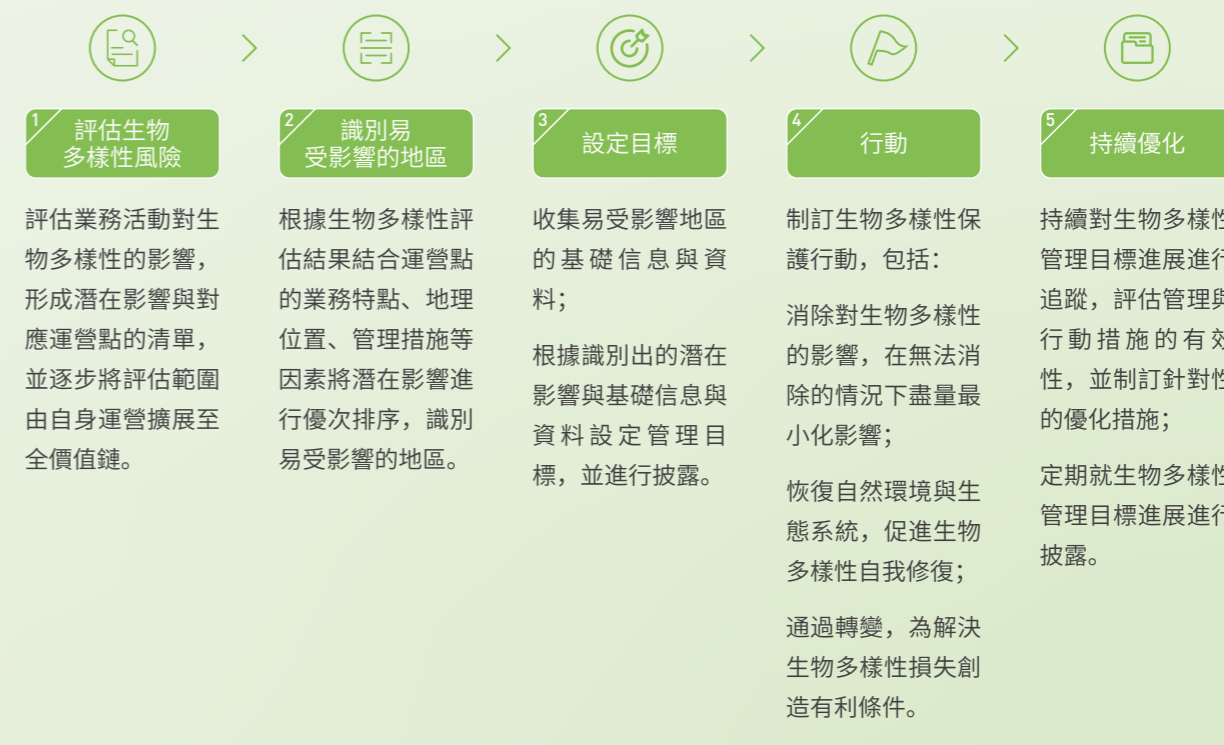 1
評估生物
多樣性風險
評估業務活動對生
物多樣性的影響，
形成潛在影響與對
應運營點的清單，
並逐步將評估範圍
由自身運營擴展至
全價值鏈。
2
識別易
受影響的地區
根據生物多樣性評
估結果結合運營點
的業務特點、地理
位置、管理措施等
因素將潛在影響進
行優次排序，識別
易受影響的地區。
3
設定目標
收集易受影響地區
的基礎信息與資
料；
根據識別出的潛在
影響與基礎信息與
資料設定管理目
標，並進行披露。
4
行動
制訂生物多樣性保
護行動，包括：
消除對生物多樣性
的影響，在無法消
除的情況下盡量最
小化影響；
恢復自然環境與生
態系統，促進生物
多樣性自我修復；
通過轉變，為解決
生物多樣性損失創
造有利條件。
5
持續優化
持續對生物多樣性
管理目標進展進行
追蹤，評估管理與
行動措施的有效
性，並制訂針對性
的優化措施；
定期就生物多樣性
管理目標進展進行
披露。